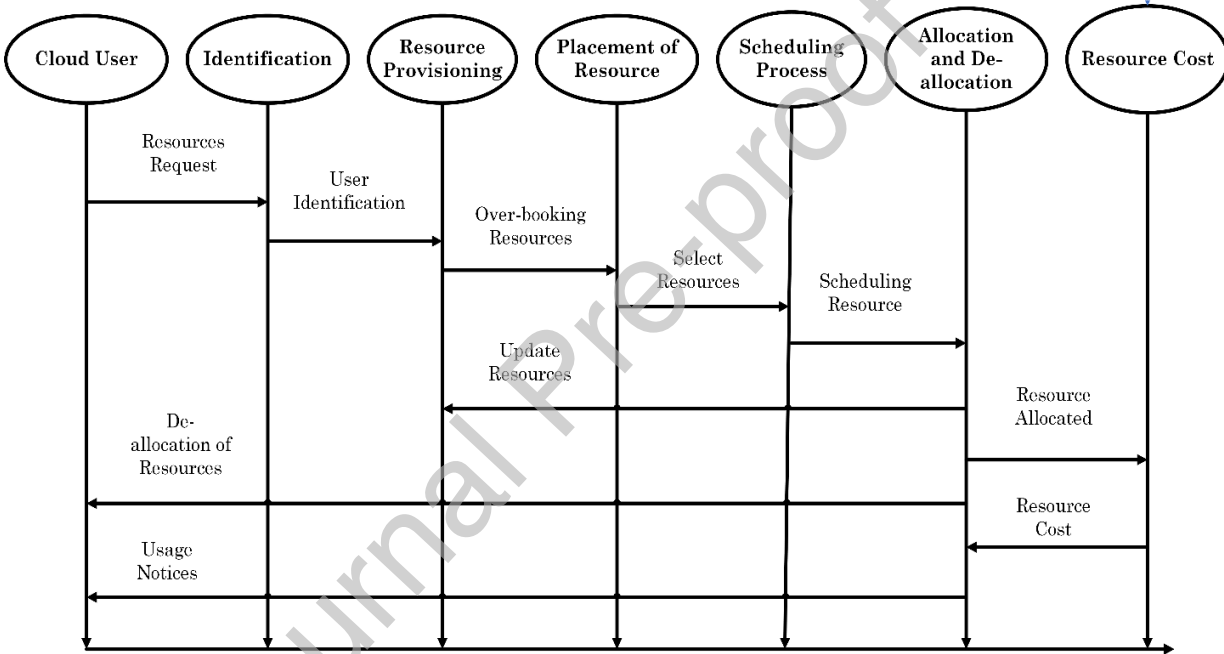 Cloud User
Identification
Resource
Provisioning
Placement of
Resource
Scheduling
Process
Allocation
and De-
allocation
Resource Cost
Resources
Request
User
Identification
Over-booking
Resources
Select
Resources
Scheduling
Resource
Update
Resources
Resource
Allocated
De-
allocation of
Resources
Resource
Cost
Usage
Notices
urnal Pre-proof